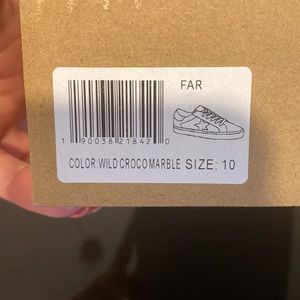 FAR
1 90038 21842 0
COLOR:WILD CROCO MARBLE SIZE: 10